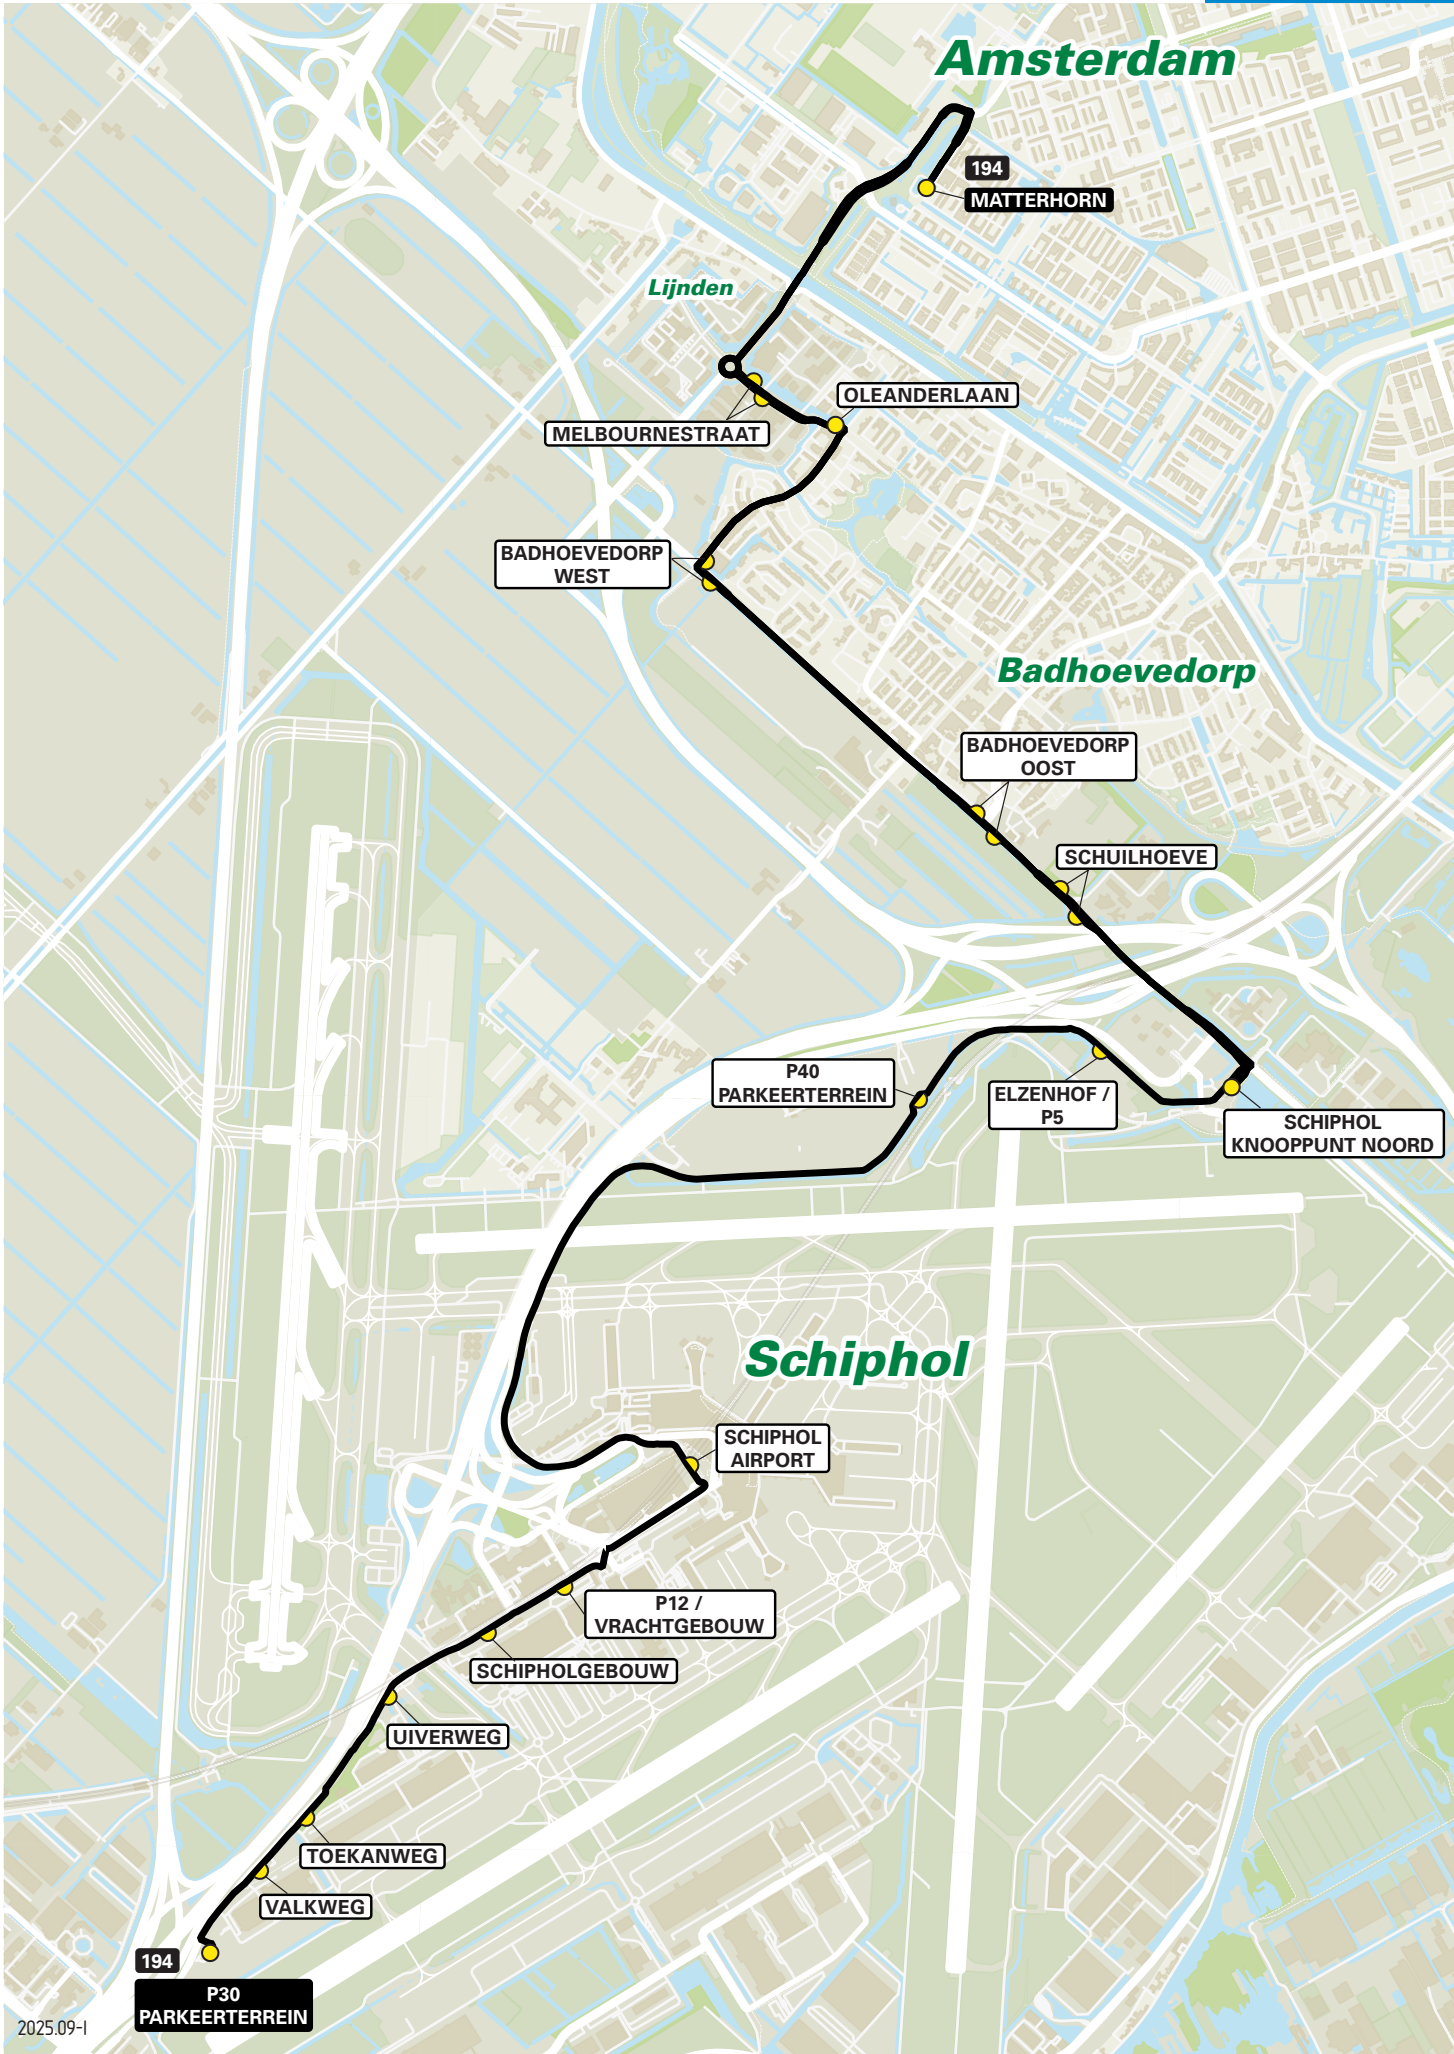 Amsterdam
194
MATTERHORN
Lijnden
OLEANDERLAAN
MELBOURNESTRAAT
BADHOEVEDORP
WEST
Badhoevedorp
BADHOEVEDORP
OOST
SCHUILHOEVE
P40
PARKEERTERREIN
ELZENHOF /
P5
SCHIPHOL
KNOOPPUNT NOORD
Schiphol
SCHIPHOL
AIRPORT
P12 /
VRACHTGEBOUW
SCHIPHOLGEBOUW
UIVERWEG
TOEKANWEG
VALKWEG
194
P30
PARKEERTERREIN
2025.09-I